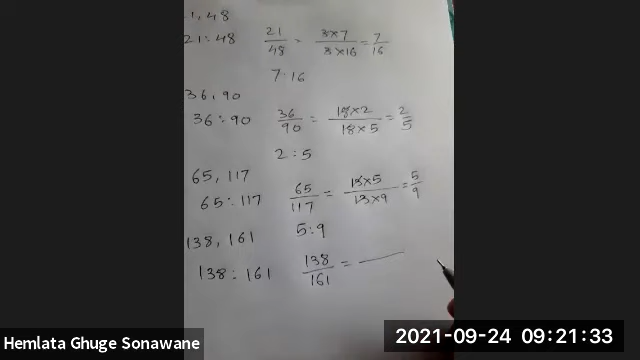 21, 48
21 : 48 21/48 = 3×7/3×16 = 7/16
7 : 16
36, 90
36 : 90 36/90 = 18×2/18×5 = 2/5
2 : 5
65, 117
65 : 117 65/117 = 13×5/13×9 = 5/9
5 : 9
138, 161
138 : 161 138/161 =
Hemlata Ghuge Sonawane
2021-09-24 09:21:33